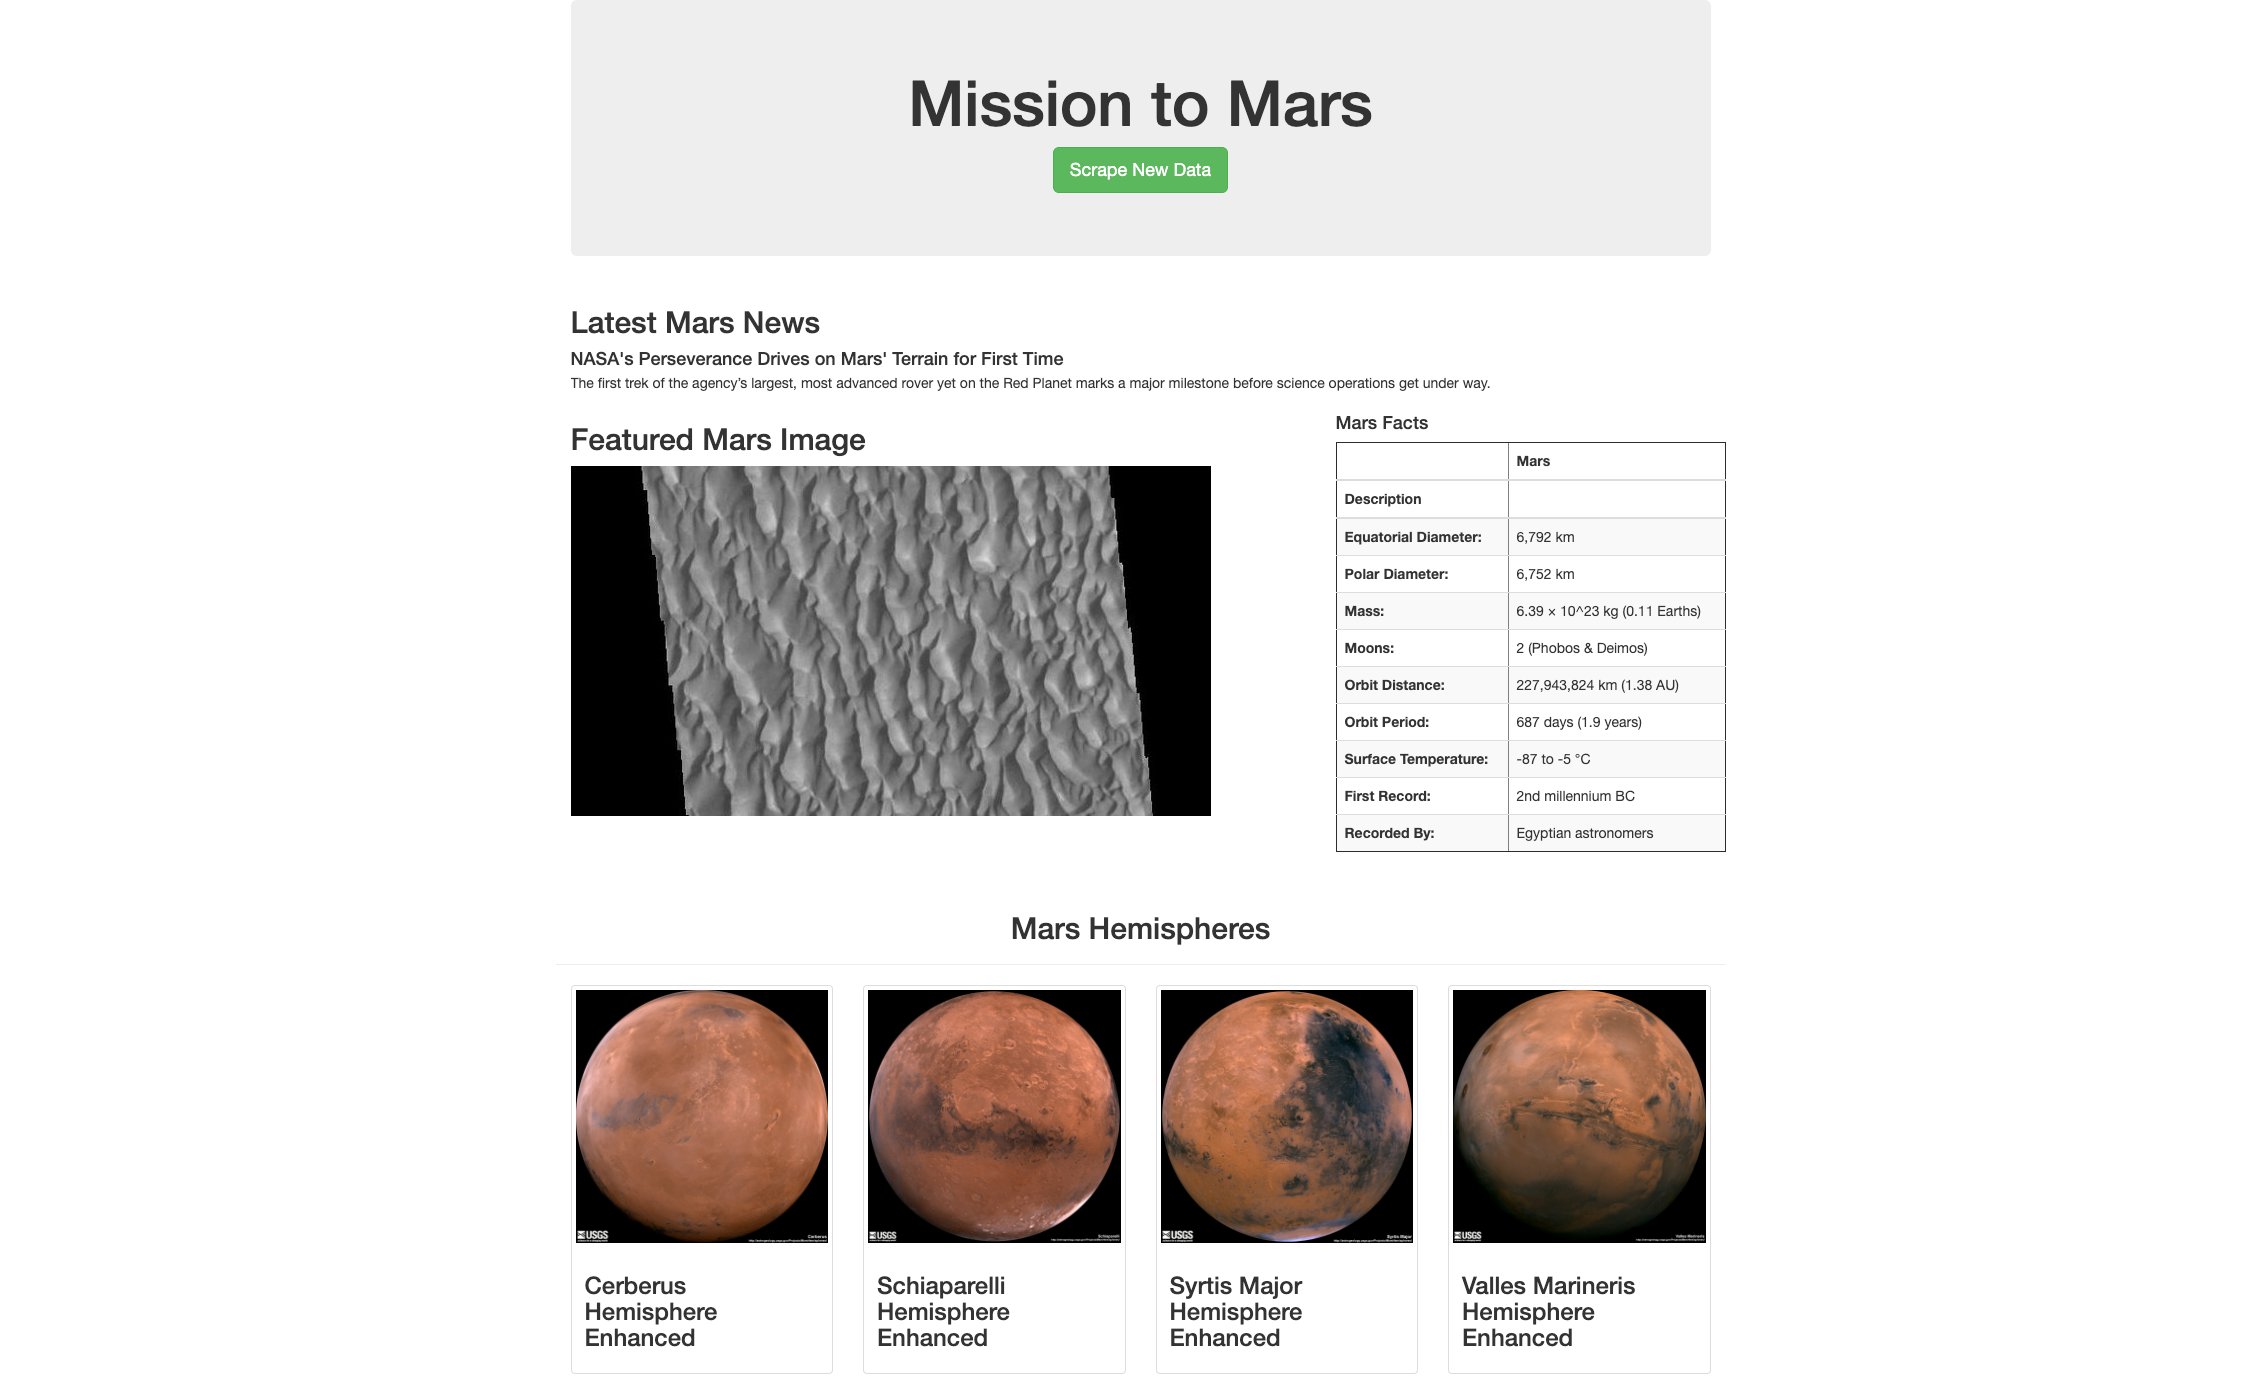 Mission to Mars
Scrape New Data
Latest Mars News
NASA's Perseverance Drives on Mars' Terrain for First Time
The first trek of the agency’s largest, most advanced rover yet on the Red Planet marks a major milestone before science operations get under way.
Featured Mars Image
Mars Facts
Mars
Description
Equatorial Diameter: 6,792 km
Polar Diameter: 6,752 km
Mass: 6.39 × 10^23 kg (0.11 Earths)
Moons: 2 (Phobos & Deimos)
Orbit Distance: 227,943,824 km (1.38 AU)
Orbit Period: 687 days (1.9 years)
Surface Temperature: -87 to -5 °C
First Record: 2nd millennium BC
Recorded By: Egyptian astronomers
Mars Hemispheres
USGS
Cerberus
USGS
Schiaparelli
USGS
Syrtis Major
USGS
Valles Marineris
Cerberus
Hemisphere
Enhanced
Schiaparelli
Hemisphere
Enhanced
Syrtis Major
Hemisphere
Enhanced
Valles Marineris
Hemisphere
Enhanced